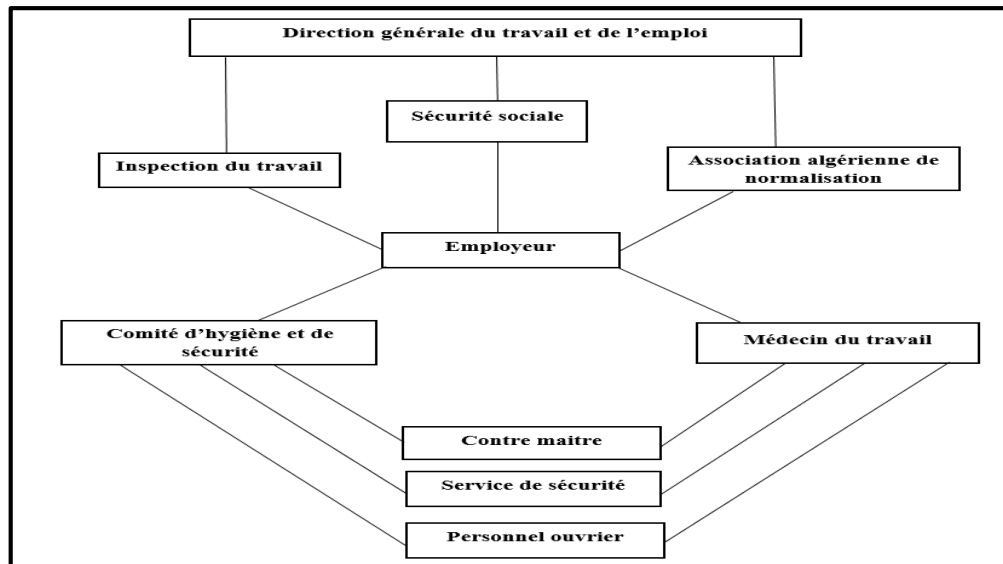 Direction générale du travail et de l'emploi
Sécurité sociale
Inspection du travail
Association algérienne de
normalisation
Employeur
Comité d'hygiène et de
sécurité
Médecin du travail
Contre maitre
Service de sécurité
Personnel ouvrier